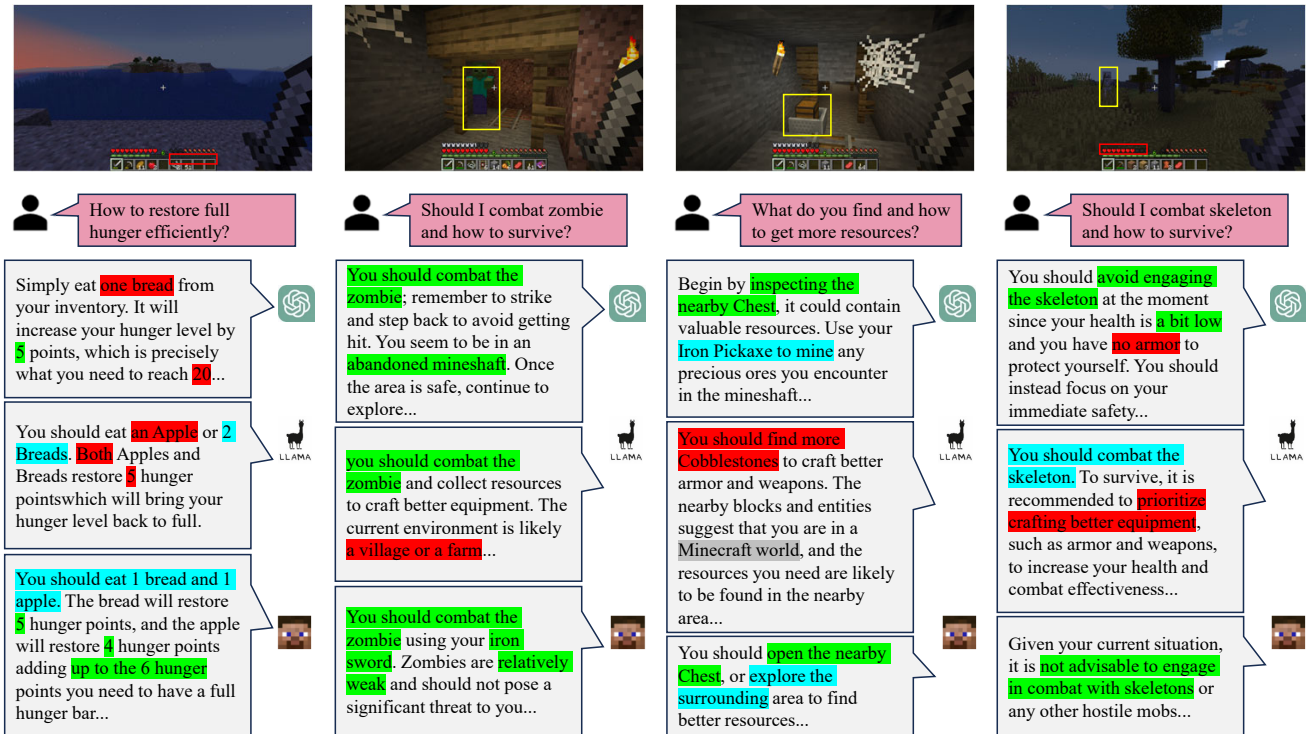 How to restore full
hunger efficiently?
Should I combat zombie
and how to survive?
What do you find and how
to get more resources?
Should I combat skeleton
and how to survive?
Simply eat one bread from
your inventory. It will
increase your hunger level by
5 points, which is precisely
what you need to reach 20...
You should eat an Apple or 2
Breads. Both Apples and
Breads restore 5 hunger
pointswhich will bring your
hunger level back to full.
LLAMA
You should eat 1 bread and 1
apple. The bread will restore
5 hunger points, and the apple
will restore 4 hunger points
adding up to the 6 hunger
points you need to have a full
hunger bar...
You should combat the
zombie; remember to strike
and step back to avoid getting
hit. You seem to be in an
abandoned mineshaft. Once
the area is safe, continue to
explore...
you should combat the
zombie and collect resources
to craft better equipment. The
current environment is likely
a village or a farm...
LLAMA
You should combat the
zombie using your iron
sword. Zombies are relatively
weak and should not pose a
significant threat to you...
Begin by inspecting the
nearby Chest, it could contain
valuable resources. Use your
Iron Pickaxe to mine any
precious ores you encounter
in the mineshaft...
You should find more
Cobblestones to craft better
armor and weapons. The
nearby blocks and entities
suggest that you are in a
Minecraft world, and the
resources you need are likely
to be found in the nearby
area...
LLAMA
You should open the nearby
Chest, or explore the
surrounding area to find
better resources...
You should avoid engaging
the skeleton at the moment
since your health is a bit low
and you have no armor to
protect yourself. You should
instead focus on your
immediate safety...
You should combat the
skeleton. To survive, it is
recommended to prioritize
crafting better equipment,
such as armor and weapons,
to increase your health and
combat effectiveness...
LLAMA
Given your current situation,
it is not advisable to engage
in combat with skeletons or
any other hostile mobs...